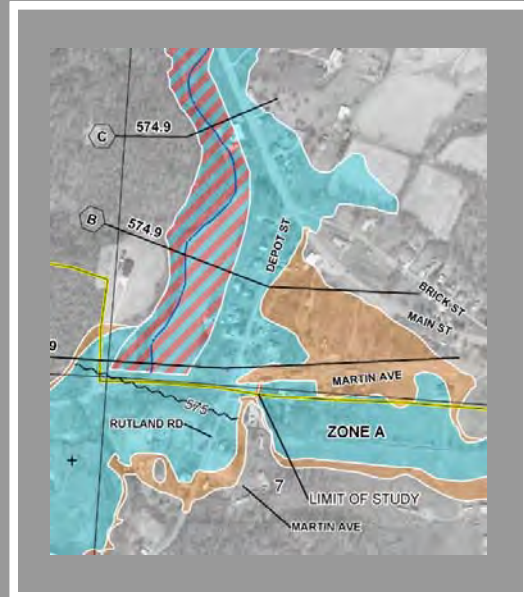 C
574.9
B
574.9
DEPOT ST
BRICK ST
MAIN ST
9
MARTIN AVE
575
RUTLAND RD
ZONE A
7
LIMIT OF STUDY
MARTIN AVE